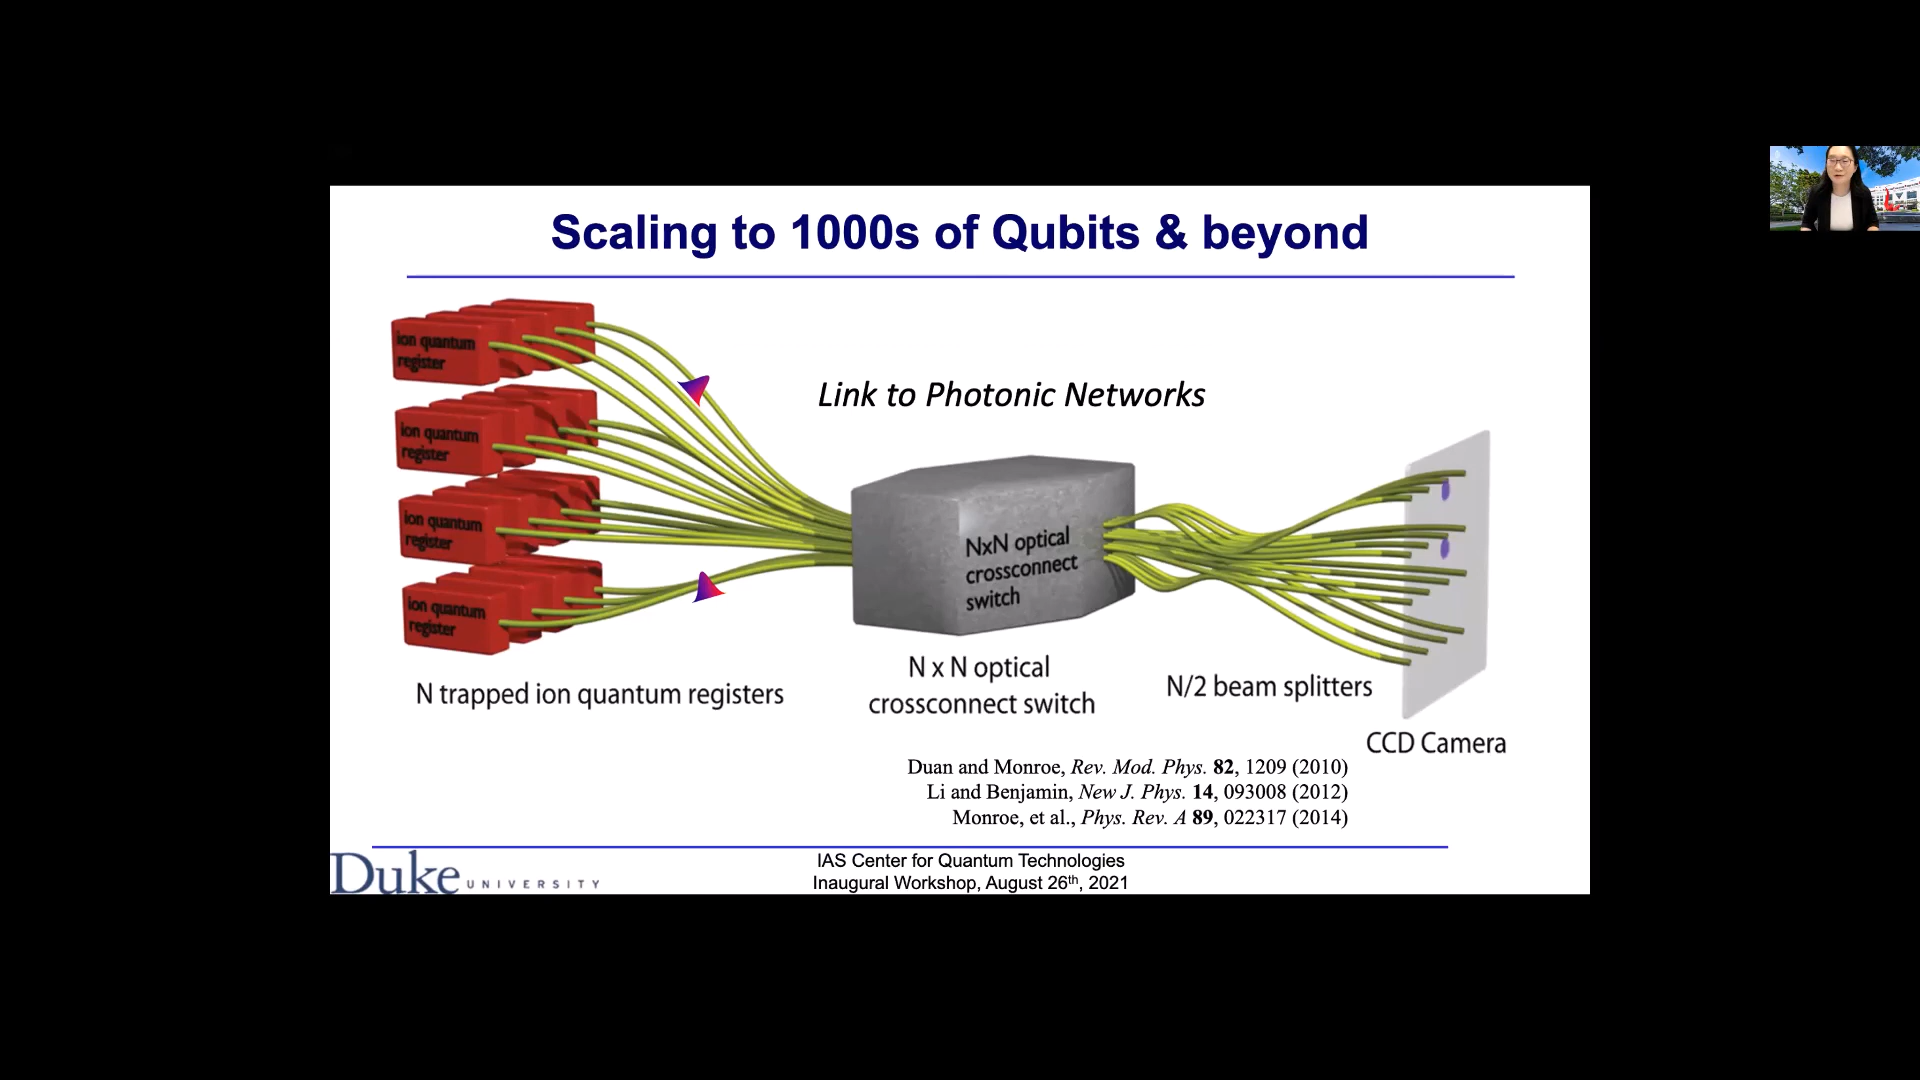 Scaling to 1000s of Qubits & beyond
ion quantum
register
ion quantum
register
ion quantum
register
ion quantum
register
Link to Photonic Networks
NxN optical
crossconnect
switch
N trapped ion quantum registers
N x N optical
crossconnect switch
N/2 beam splitters
CCD Camera
Duan and Monroe, Rev. Mod. Phys. 82, 1209 (2010)
Li and Benjamin, New J. Phys. 14, 093008 (2012)
Monroe, et al., Phys. Rev. A 89, 022317 (2014)
Duke UNIVERSITY
IAS Center for Quantum Technologies
Inaugural Workshop, August 26th, 2021